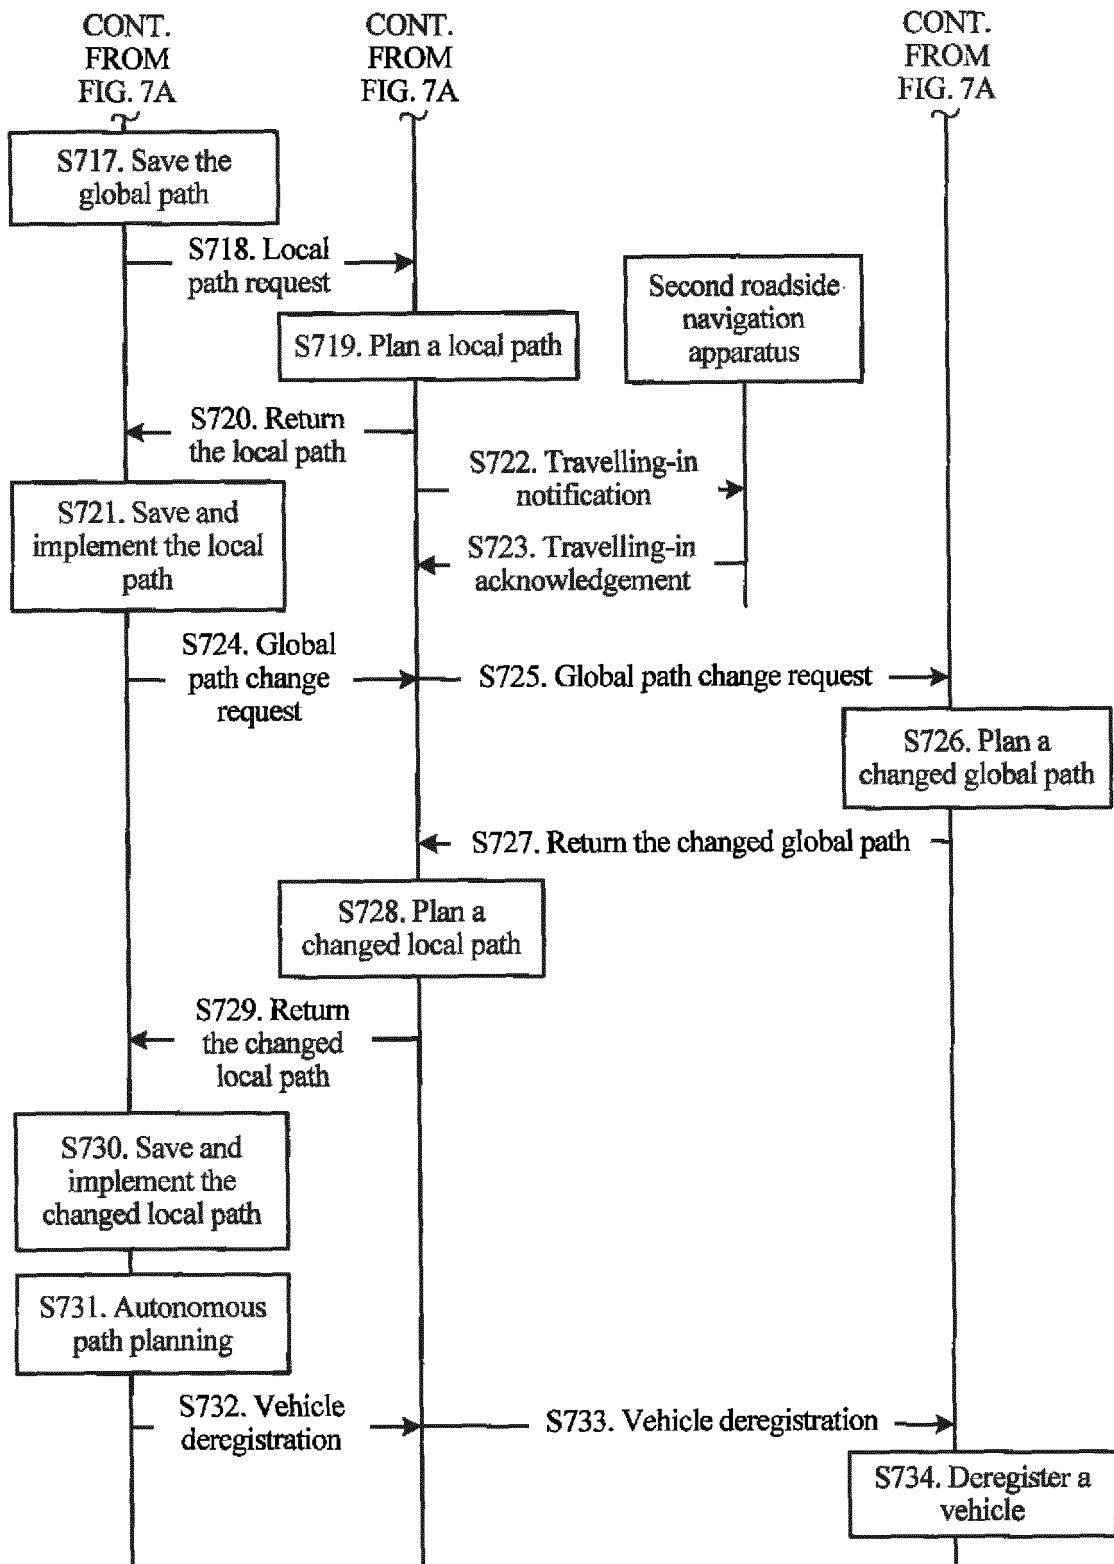 CONT.
FROM
FIG. 7A
CONT.
FROM
FIG. 7A
CONT.
FROM
FIG. 7A
S717. Save the
global path
S718. Local
path request
Second roadside
navigation
apparatus
S719. Plan a local path
S720. Return
the local path
S722. Travelling-in
notification
S721. Save and
implement the local
path
S723. Travelling-in
acknowledgement
S724. Global
path change
request
S725. Global path change request
S726. Plan a
changed global path
S727. Return the changed global path
S728. Plan a
changed local path
S729. Return
the changed
local path
S730. Save and
implement the
changed local path
S731. Autonomous
path planning
S732. Vehicle
deregistration
S733. Vehicle deregistration
S734. Deregister a
vehicle